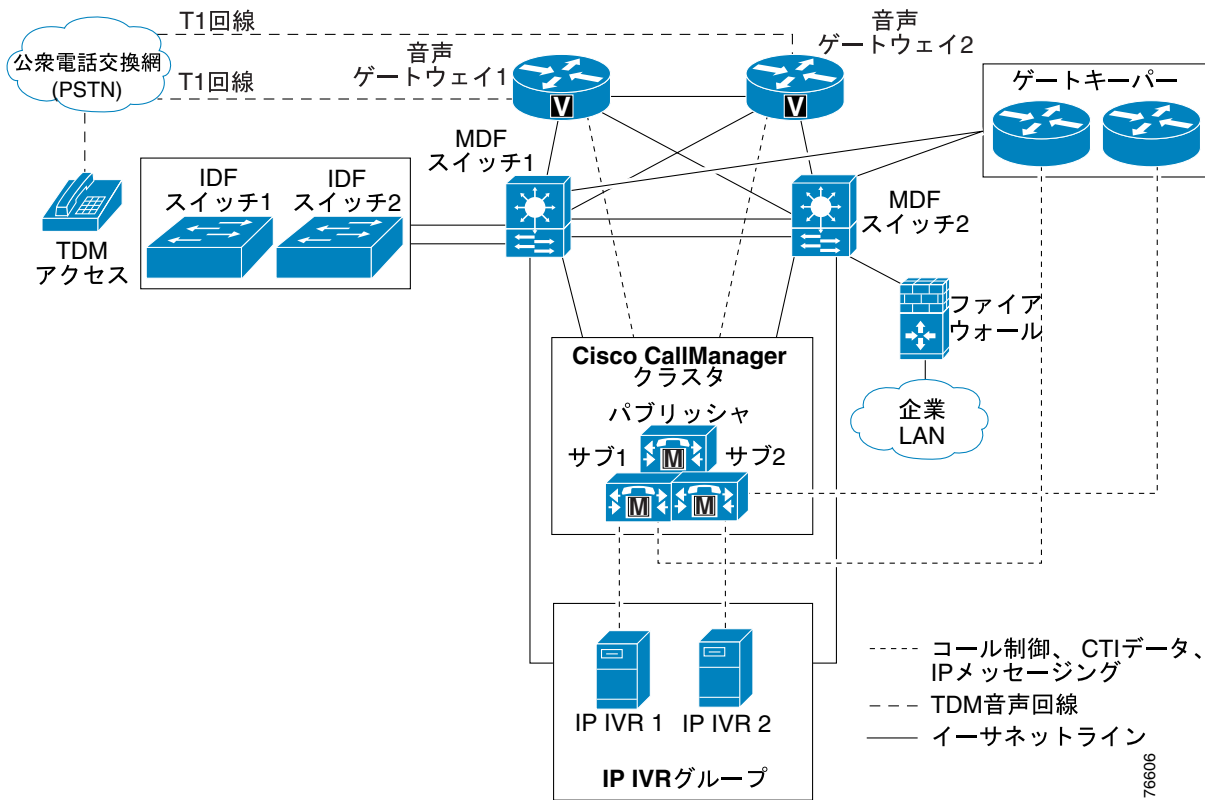 T1回線
音声
ゲートウェイ2
音声
ゲートウェイ1
公衆電話交換網
(PSTN)
T1回線
ゲートキーパー
V
V
MDF
スイッチ1
IDF
スイッチ1
IDF
スイッチ2
MDF
スイッチ2
TDM
アクセス
ファイア
ウォール
Cisco CallManager
クラスタ
企業
LAN
パブリッシャ
サブ1
サブ2
M
M
M
コール制御、 CTIデータ、
IPメッセージング
TDM音声回線
イーサネットライン
IP IVR 1
IP IVR 2
IP IVRグループ
76606